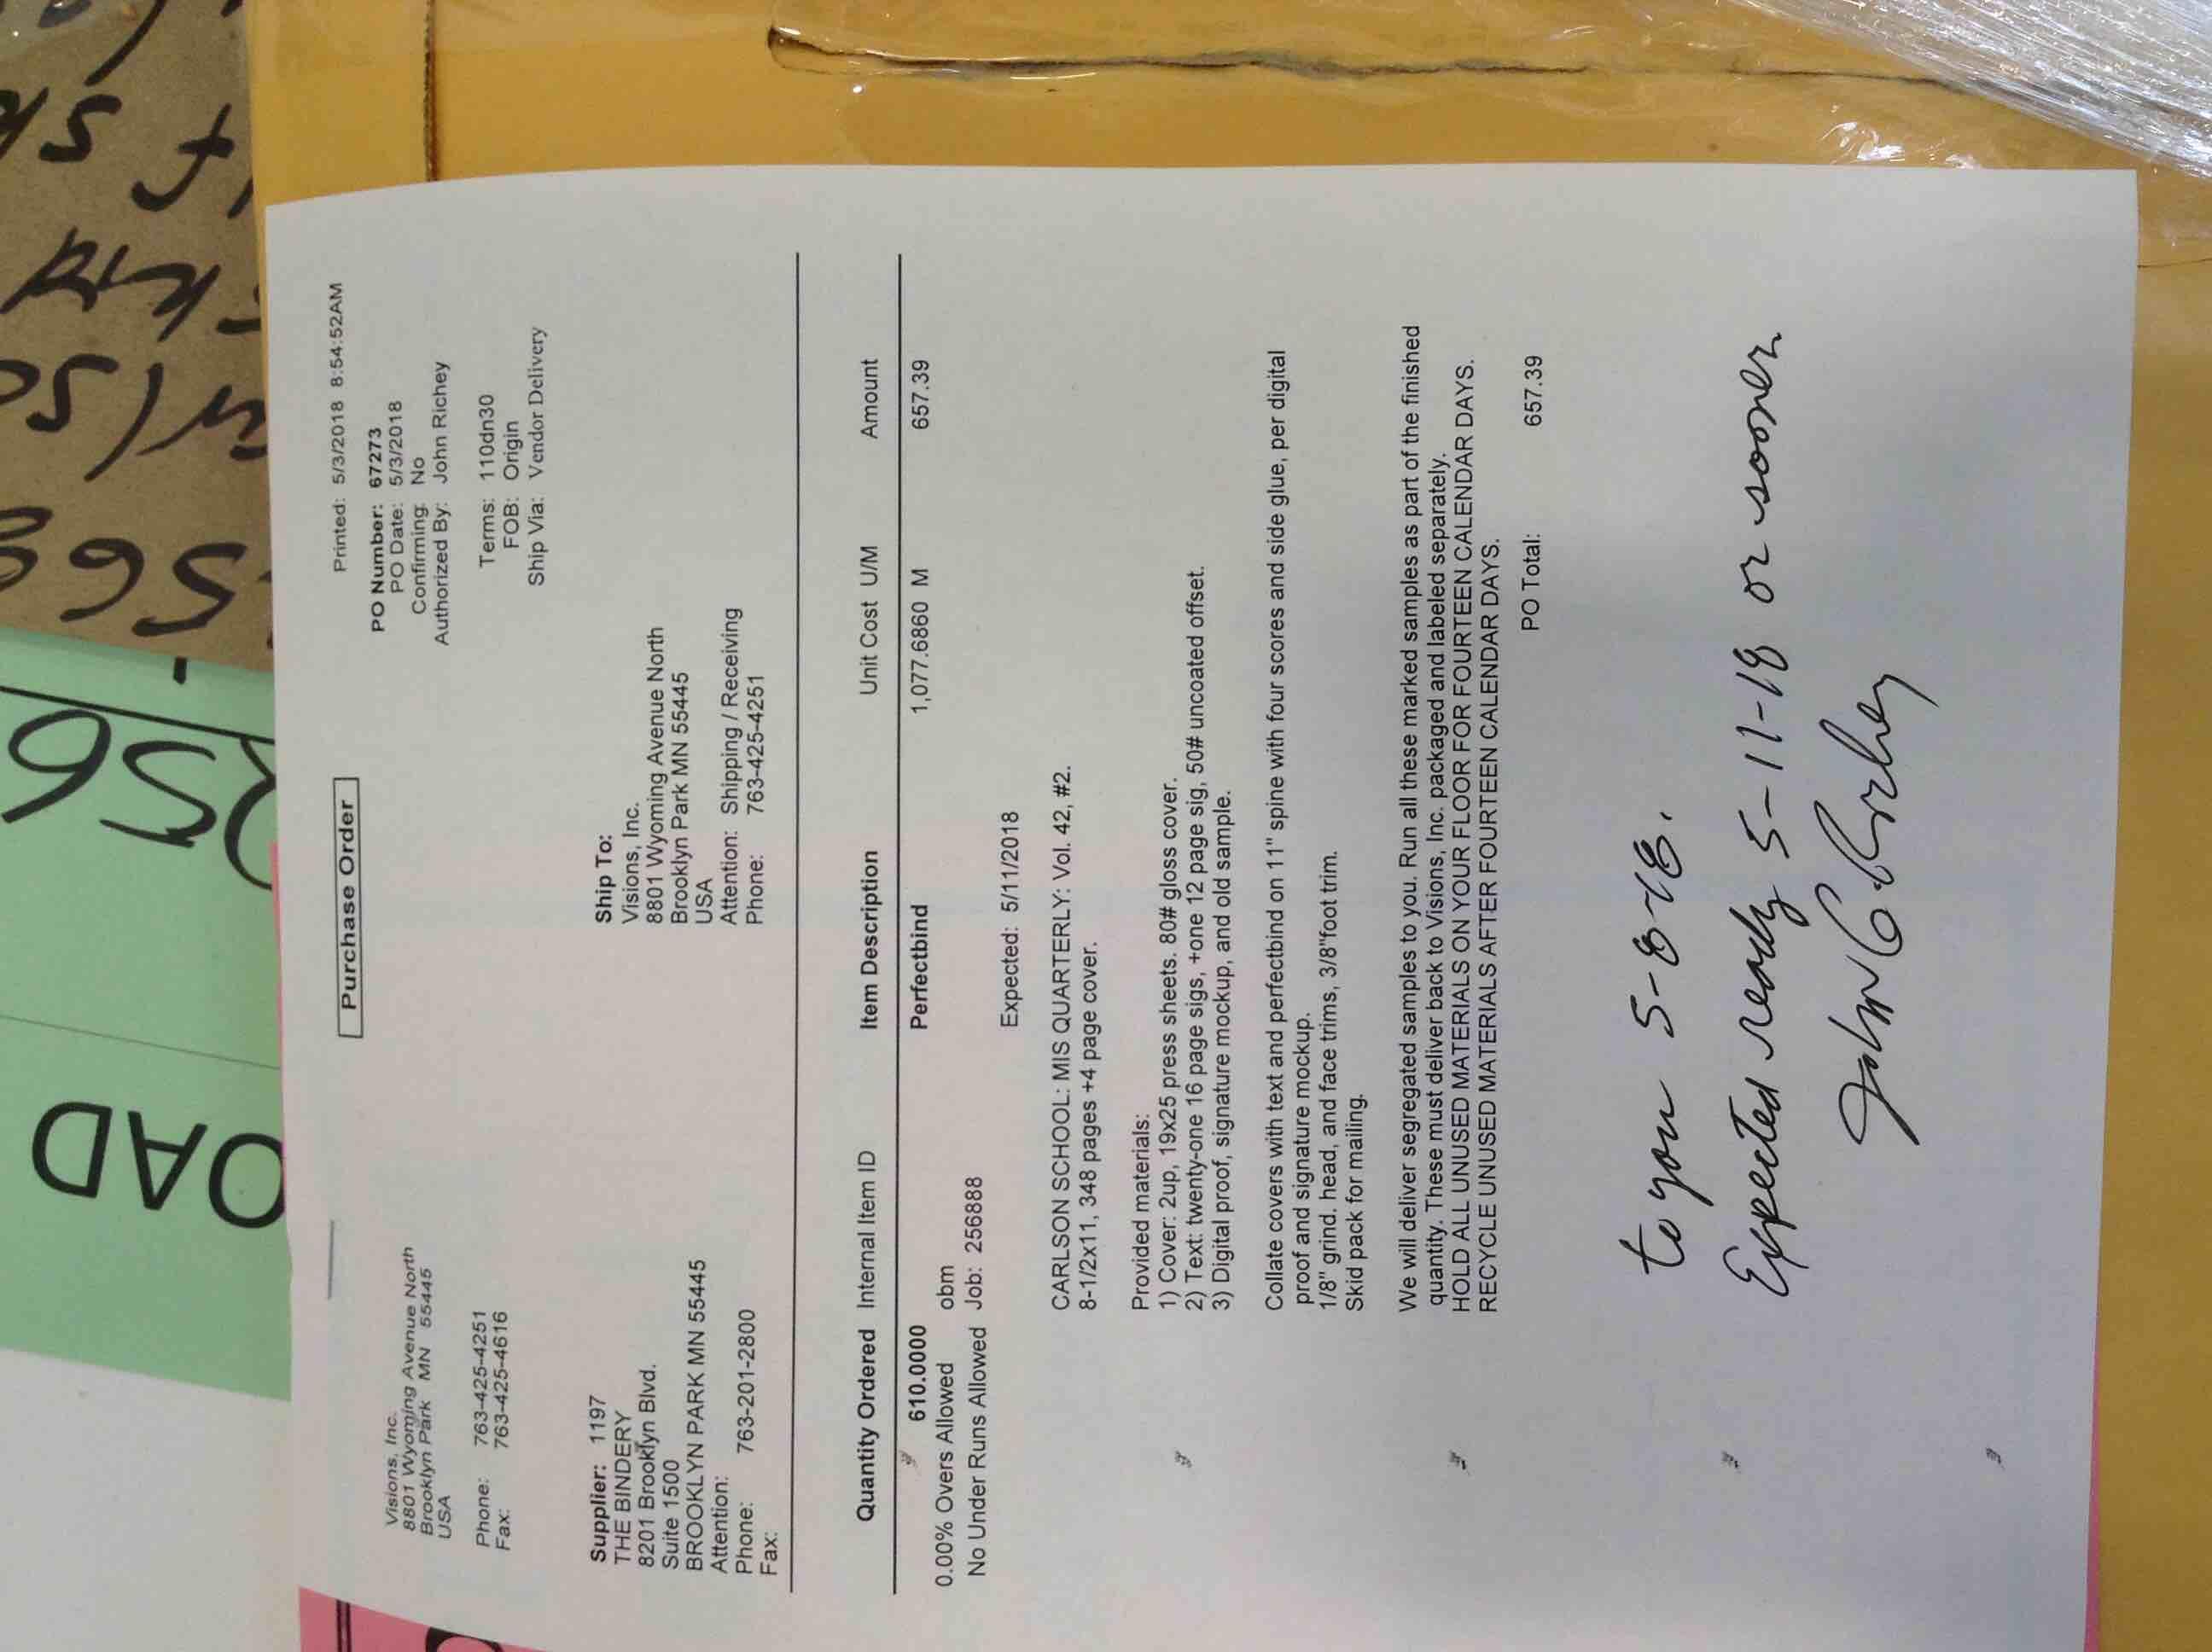 Purchase Order
Printed: 5/3/2018 8:54:52AM
Visions, Inc.
8801 Wyoming Avenue North
Brooklyn Park MN 55445
USA
Phone: 763-425-4251
Fax: 763-425-4616
PO Number: 67273
PO Date: 5/3/2018
Confirming: No
Authorized By: John Richey
Terms: 110dn30
FOB: Origin
Ship Via: Vendor Delivery
Supplier: 1197
THE BINDERY
8201 Brooklyn Blvd.
Suite 1500
BROOKLYN PARK MN 55445
Attention:
Phone: 763-201-2800
Fax:
Ship To:
Visions, Inc.
8801 Wyoming Avenue North
Brooklyn Park MN 55445
USA
Attention: Shipping / Receiving
Phone: 763-425-4251
Quantity Ordered Internal Item ID Item Description Unit Cost U/M Amount
610.0000 Perfectbind 1,077.6860 M 657.39
0.00% Overs Allowed obm
No Under Runs Allowed Job: 256888
Expected: 5/11/2018
CARLSON SCHOOL: MIS QUARTERLY: Vol. 42, #2.
8-1/2x11, 348 pages +4 page cover.
Provided materials:
1) Cover: 2up, 19x25 press sheets. 80# gloss cover.
2) Text: twenty-one 16 page sigs, +one 12 page sig, 50# uncoated offset.
3) Digital proof, signature mockup, and old sample.
Collate covers with text and perfectbind on 11" spine with four scores and side glue, per digital
proof and signature mockup.
1/8" grind. head, and face trims, 3/8"foot trim.
Skid pack for mailing.
We will deliver segregated samples to you. Run all these marked samples as part of the finished
quantity. These must deliver back to Visions, Inc. packaged and labeled separately.
HOLD ALL UNUSED MATERIALS ON YOUR FLOOR FOR FOURTEEN CALENDAR DAYS.
RECYCLE UNUSED MATERIALS AFTER FOURTEEN CALENDAR DAYS.
PO Total: 657.39
to you 5-8-18.
Expected ready 5-11-18 or sooner
John
OAD
256